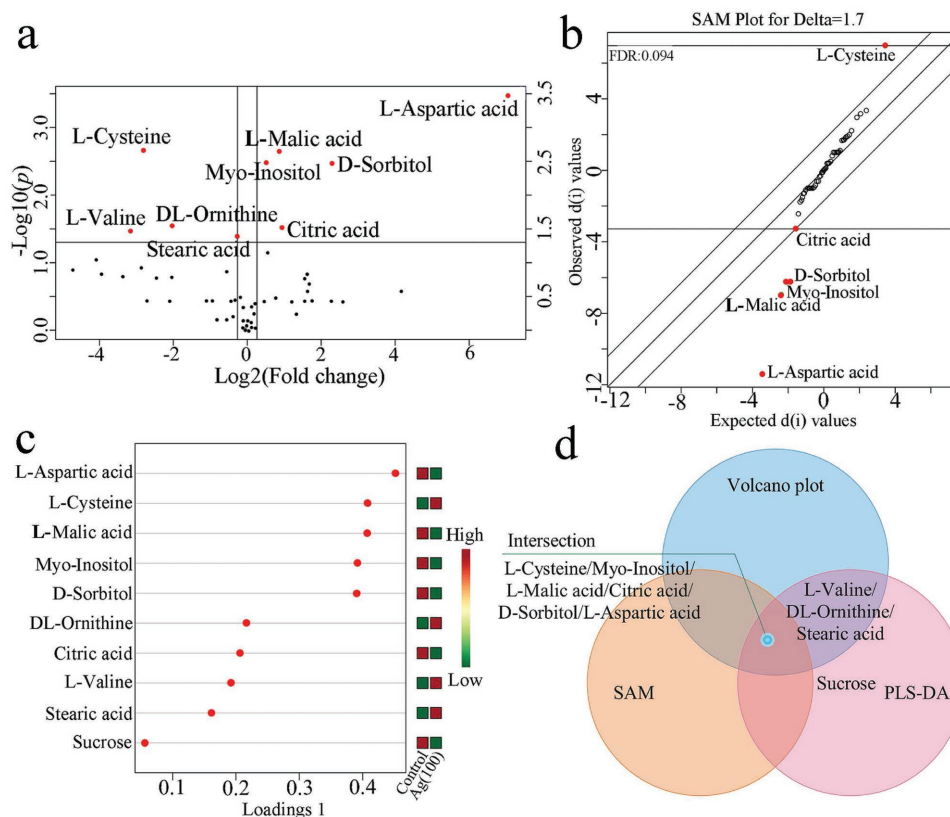 a
3.5
L-Aspartic acid
3.0
L-Cysteine
L-Malic acid
2.5
Myo-Inositol
D-Sorbitol
-Log10(p)
2.0
L-Valine
DL-Ornithine
Citric acid
1.5
Stearic acid
1.0
0.5
0.0
-4
-2
0
2
4
6
Log2(Fold change)
b
SAM Plot for Delta=1.7
FDR:0.094
L-Cysteine
4
0
-4
-8
-12
Observed d(i) values
Citric acid
D-Sorbitol
Myo-Inositol
L-Malic acid
L-Aspartic acid
-12
-8
-4
0
4
Expected d(i) values
c
L-Aspartic acid
L-Cysteine
L-Malic acid
Myo-Inositol
D-Sorbitol
DL-Ornithine
Citric acid
L-Valine
Stearic acid
Sucrose
0.1
0.2
0.3
0.4
Loadings 1
High
Low
Control
Ag(100)
d
Volcano plot
Intersection
L-Cysteine/Myo-Inositol/
L-Malic acid/Citric acid/
D-Sorbitol/L-Aspartic acid
L-Valine/
DL-Ornithine/
Stearic acid
SAM
Sucrose
PLS-DA